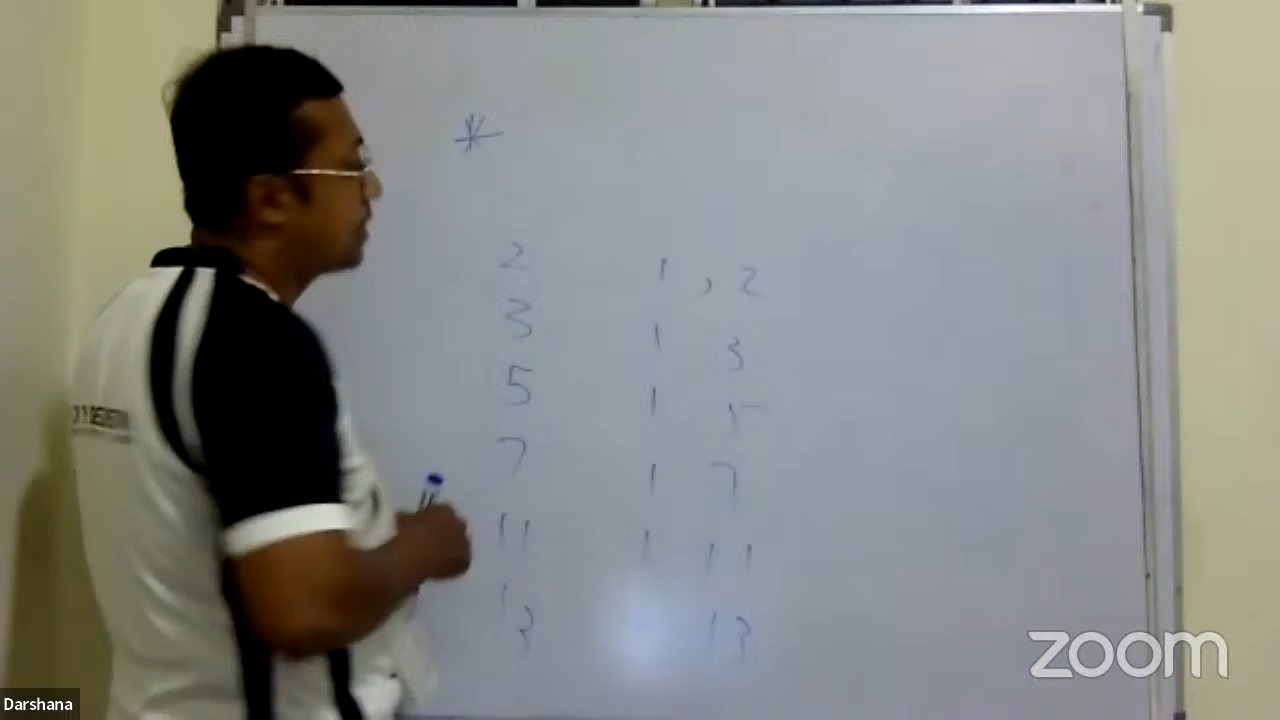 *
2 1 , 2
3 1 3
5 1 5
7 1 7
11 1 11
13 13
zoom
Darshana